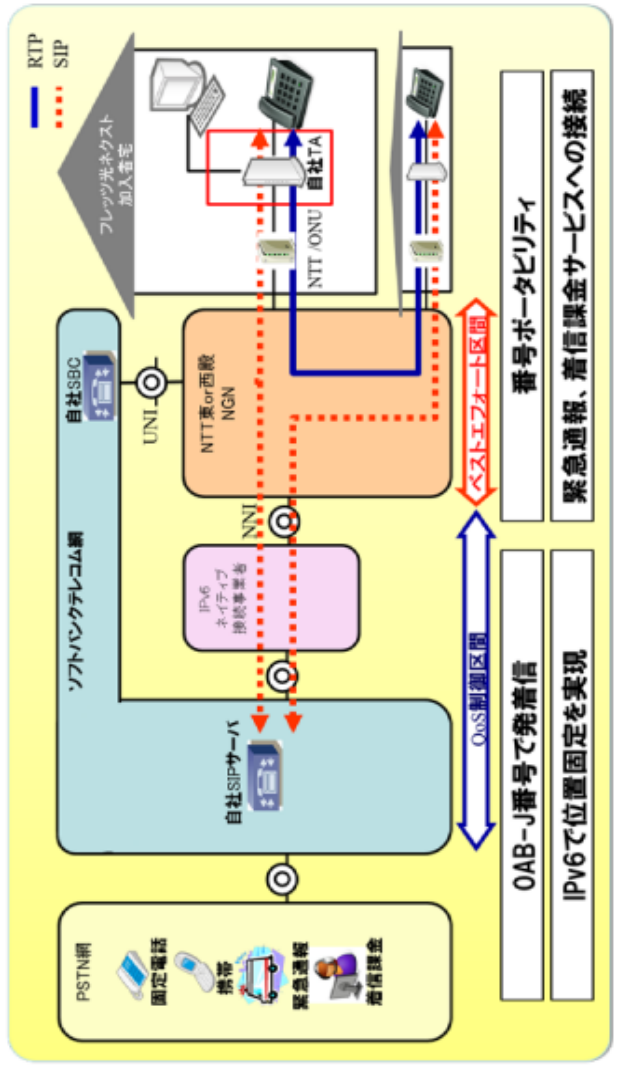 RTP
SIP
フレッツ光ネクスト
加入者宅
自社TA
NTT /ONU
自社SBC
UNI
NTT東or西殿
NGN
NNI
ソフトバンクテレコム網
IPv6
ネイティブ
接続事業者
自社SIPサーバ
PSTN網
固定電話
携帯
緊急通報
着信課金
QoS制御区間
ベストエフォート区間
0AB-J番号で発着信
番号ポータビリティ
IPv6で位置固定を実現
緊急通報、着信課金サービスへの接続